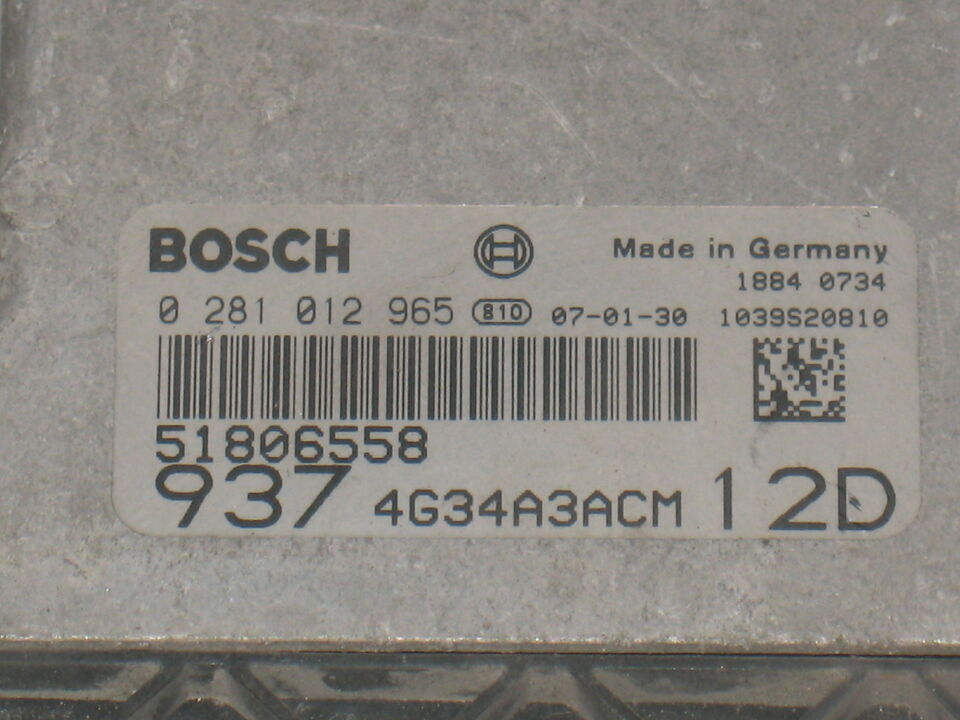 BOSCH Made in Germany
1884 0734
0 281 012 965 810 07-01-30 1039S20810
51806558
937 4G34A3ACM 12D